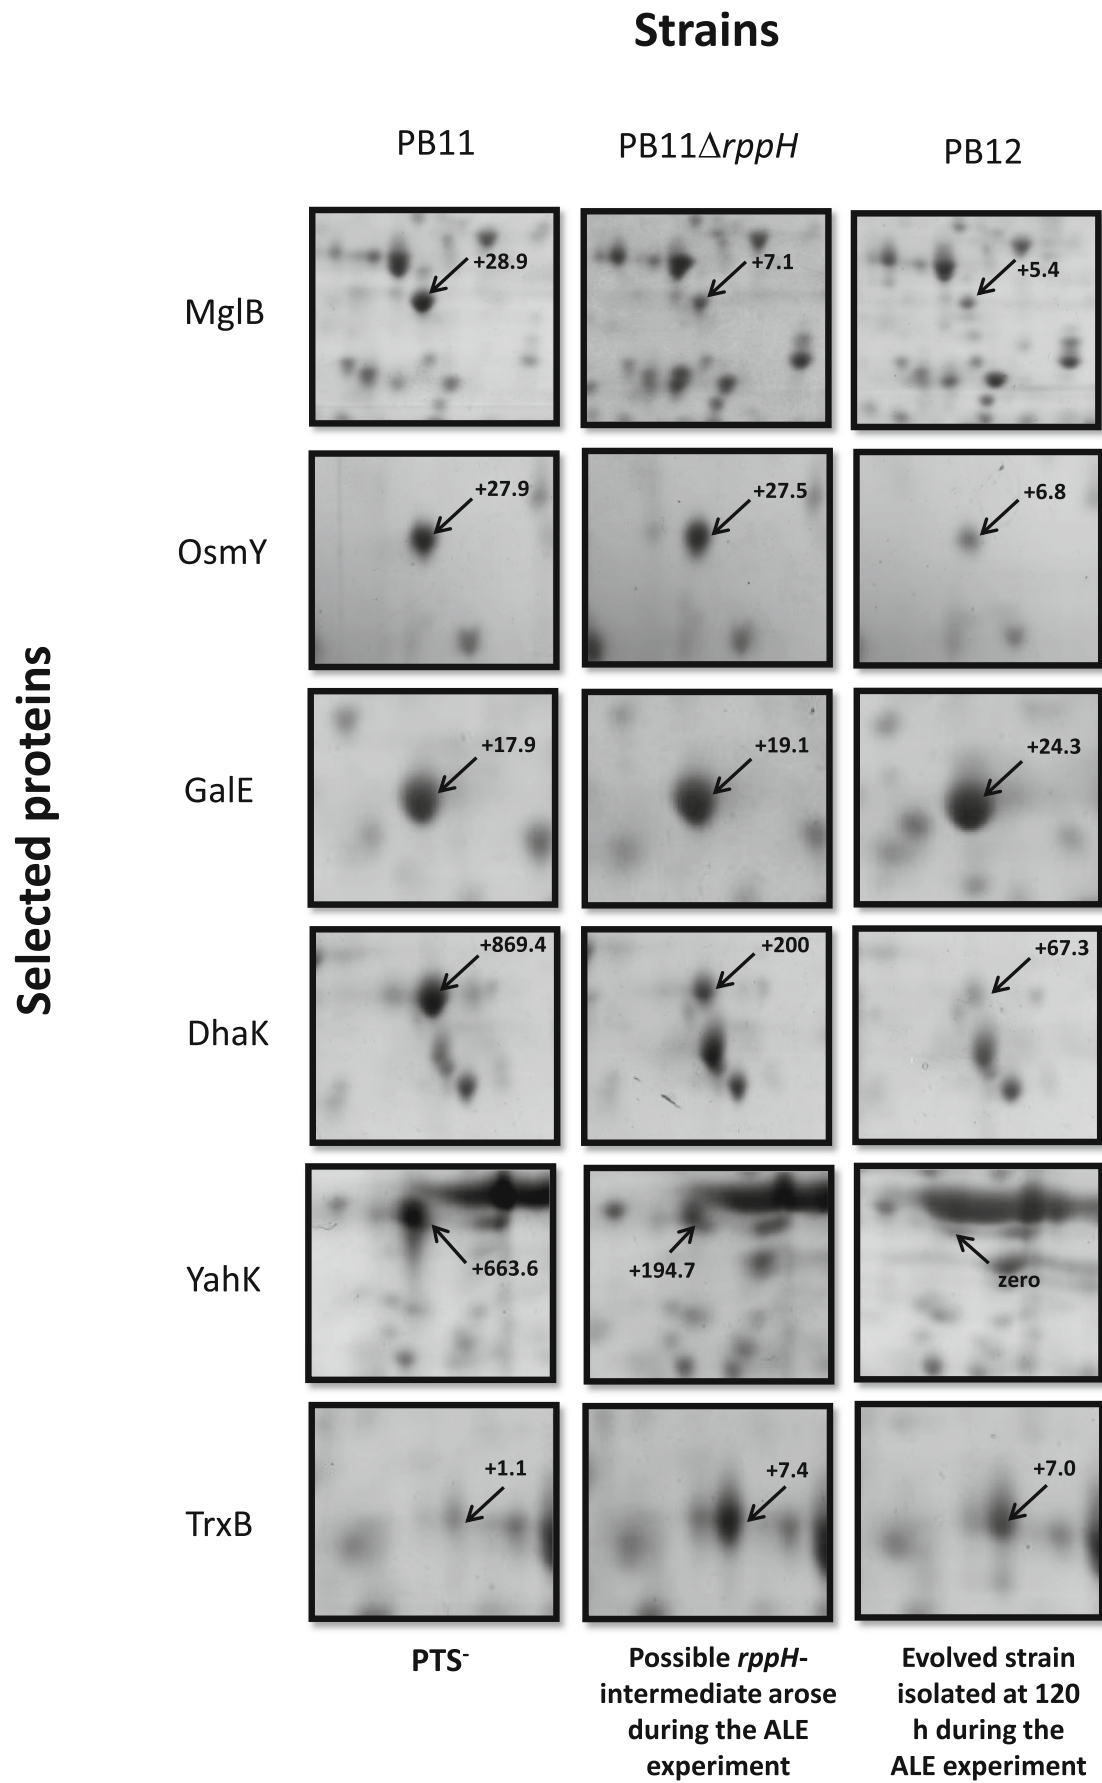 Strains
PB11
PB11ΔrppH
PB12
Selected proteins
MglB
+28.9
+7.1
+5.4
OsmY
+27.9
+27.5
+6.8
GalE
+17.9
+19.1
+24.3
DhaK
+869.4
+200
+67.3
YahK
+663.6
+194.7
zero
TrxB
+1.1
+7.4
+7.0
PTS-
Possible rppH-
intermediate arose
during the ALE
experiment
Evolved strain
isolated at 120
h during the
ALE experiment